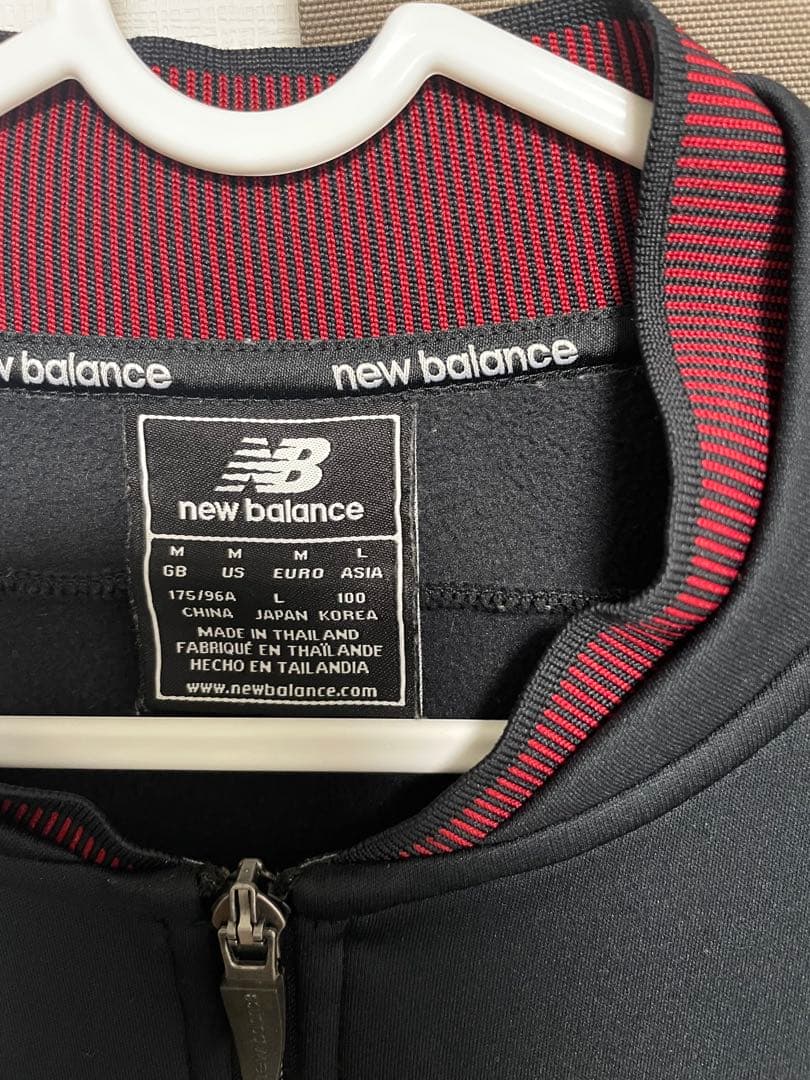 w balance
new balance
NB
new balance
M M M L
GB US EURO ASIA
175/96A L 100
CHINA JAPAN KOREA
MADE IN THAILAND
FABRIQUÉ EN THAÏLANDE
HECHO EN TAILANDIA
www.newbalance.com
new balance